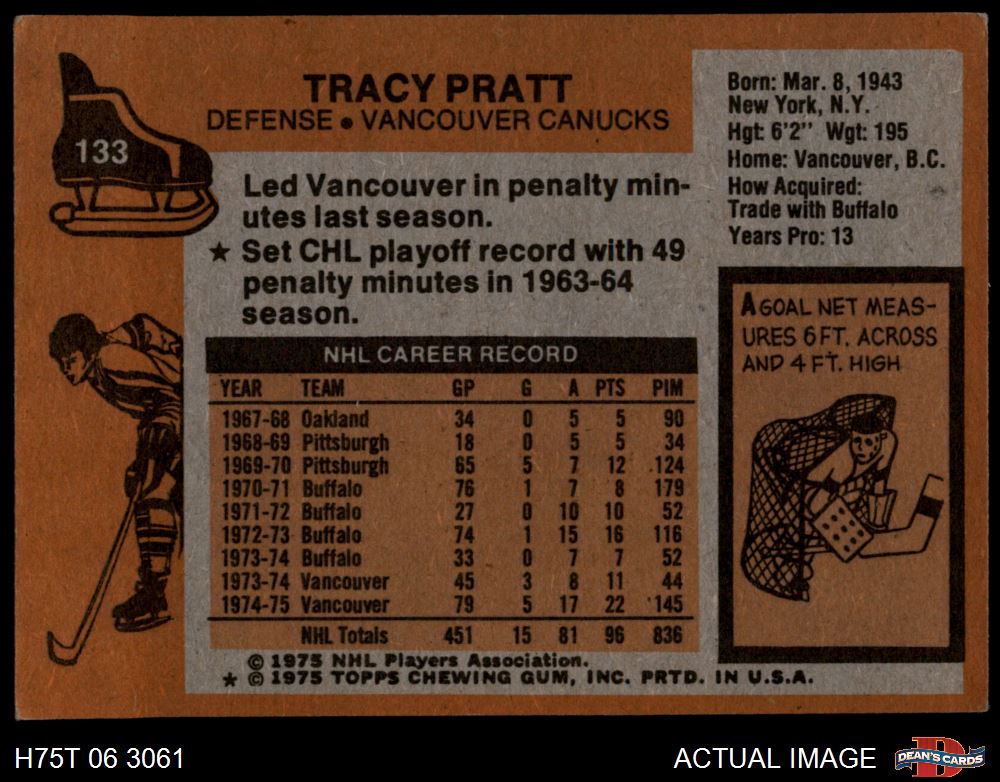 133
TRACY PRATT
DEFENSE • VANCOUVER CANUCKS
Born: Mar. 8, 1943
New York, N.Y.
Hgt: 6'2" Wgt: 195
Home: Vancouver, B.C.
How Acquired:
Trade with Buffalo
Years Pro: 13
Led Vancouver in penalty min-
utes last season.
★ Set CHL playoff record with 49
penalty minutes in 1963-64
season.
A GOAL NET MEAS-
URES 6 FT. ACROSS
AND 4 FT. HIGH
NHL CAREER RECORD
YEAR TEAM GP G A PTS PIM
1967-68 Oakland 34 0 5 5 90
1968-69 Pittsburgh 18 0 5 5 34
1969-70 Pittsburgh 65 5 7 12 124
1970-71 Buffalo 76 1 7 8 179
1971-72 Buffalo 27 0 10 10 52
1972-73 Buffalo 74 1 15 16 116
1973-74 Buffalo 33 0 7 7 52
1973-74 Vancouver 45 3 8 11 44
1974-75 Vancouver 79 5 17 22 145
NHL Totals 451 15 81 96 836
© 1975 NHL Players Association.
★ © 1975 TOPPS CHEWING GUM, INC. PRTD. IN U.S.A.
H75T 06 3061
ACTUAL IMAGE
D
DEAN'S CARDS